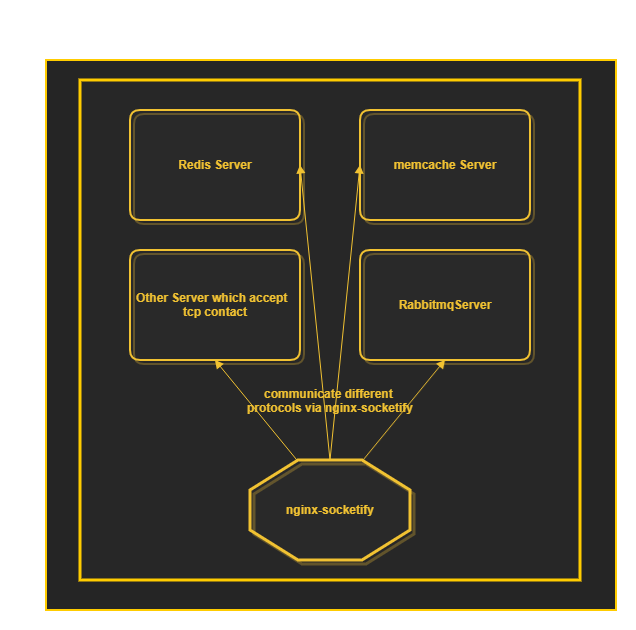 Redis Server
memcache Server
Other Server which accept
tcp contact
RabbitmqServer
communicate different
protocols via nginx-socketify
nginx-socketify